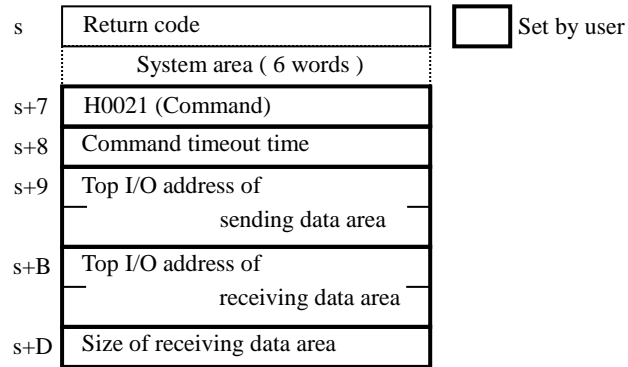 s Return code
Set by user
System area ( 6 words )
s+7 H0021 (Command)
s+8 Command timeout time
s+9 Top I/O address of
sending data area
s+B Top I/O address of
receiving data area
s+D Size of receiving data area